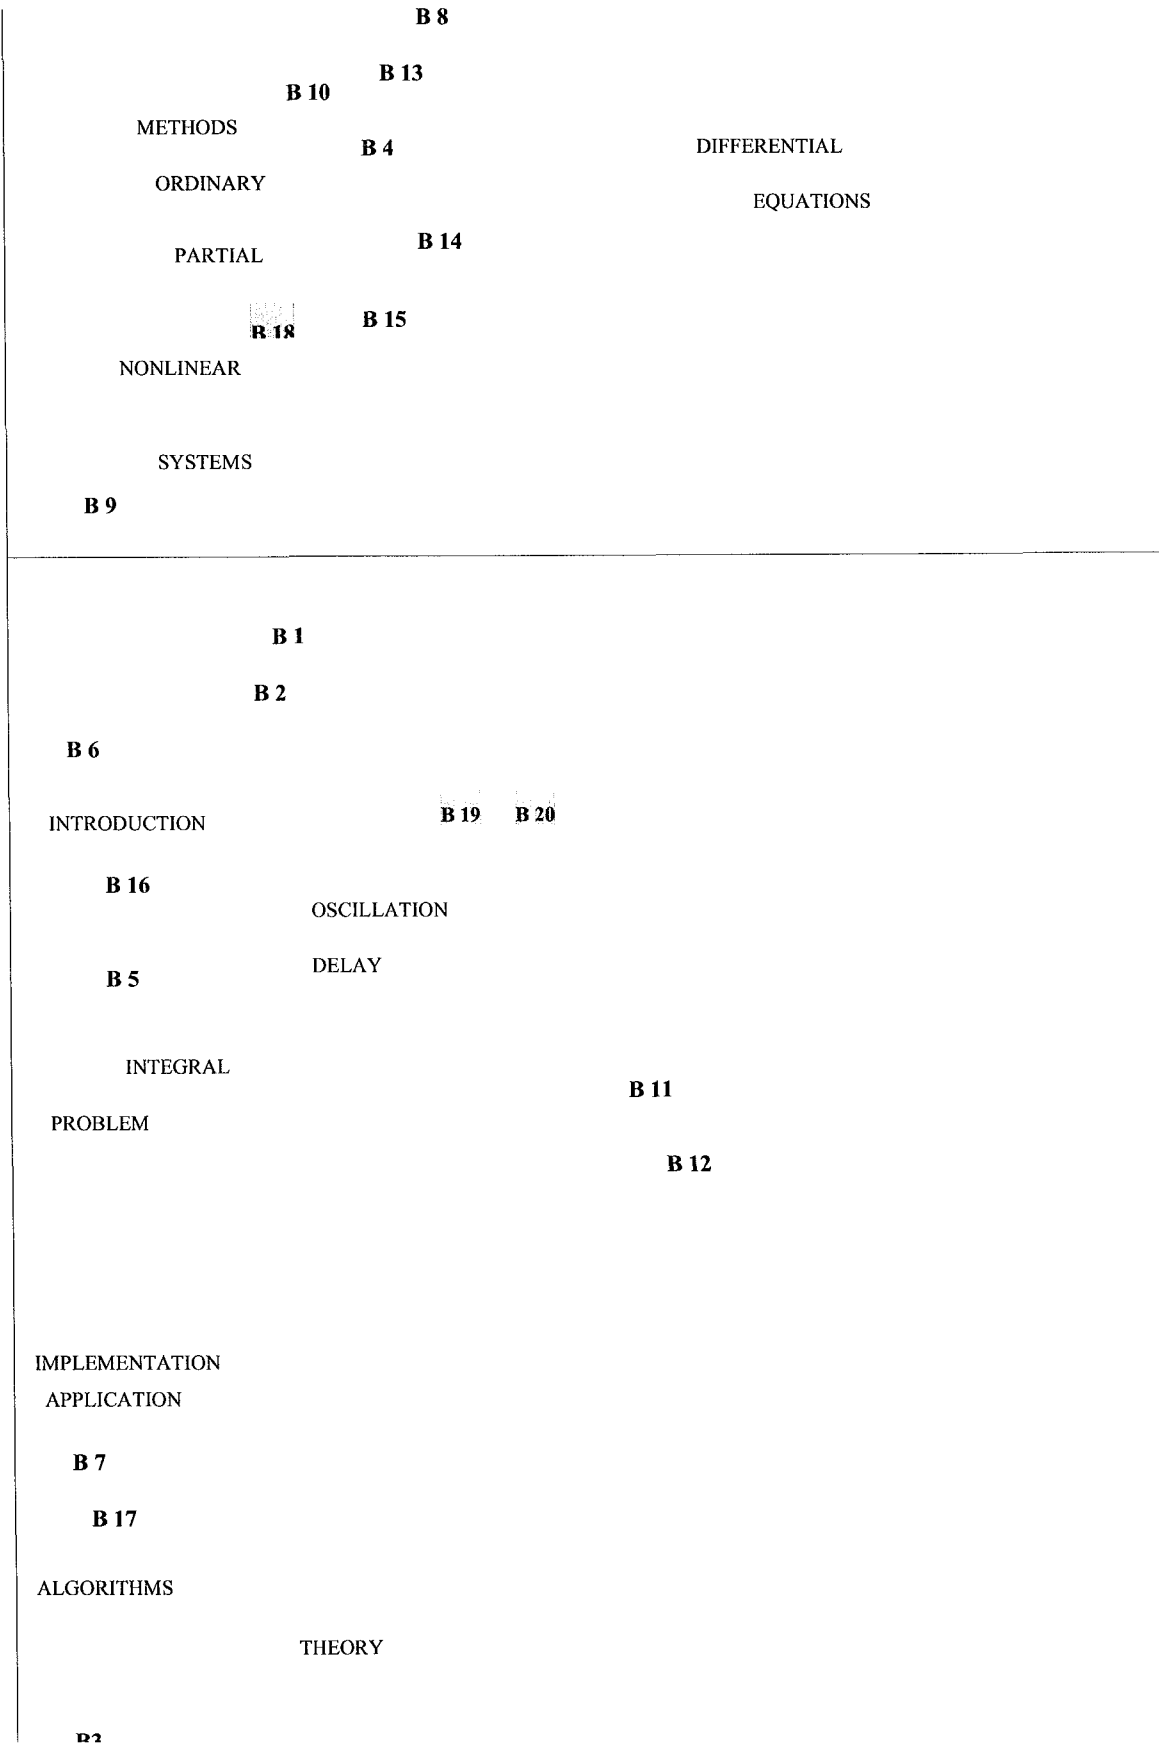 B 8
B 13
B 10
METHODS
B 4
DIFFERENTIAL
ORDINARY
EQUATIONS
B 14
PARTIAL
B 15
B 18
NONLINEAR
SYSTEMS
B 9
B 1
B 2
B 6
B 19
B 20
INTRODUCTION
B 16
OSCILLATION
DELAY
B 5
INTEGRAL
B 11
PROBLEM
B 12
IMPLEMENTATION
APPLICATION
B 7
B 17
ALGORITHMS
THEORY
B3